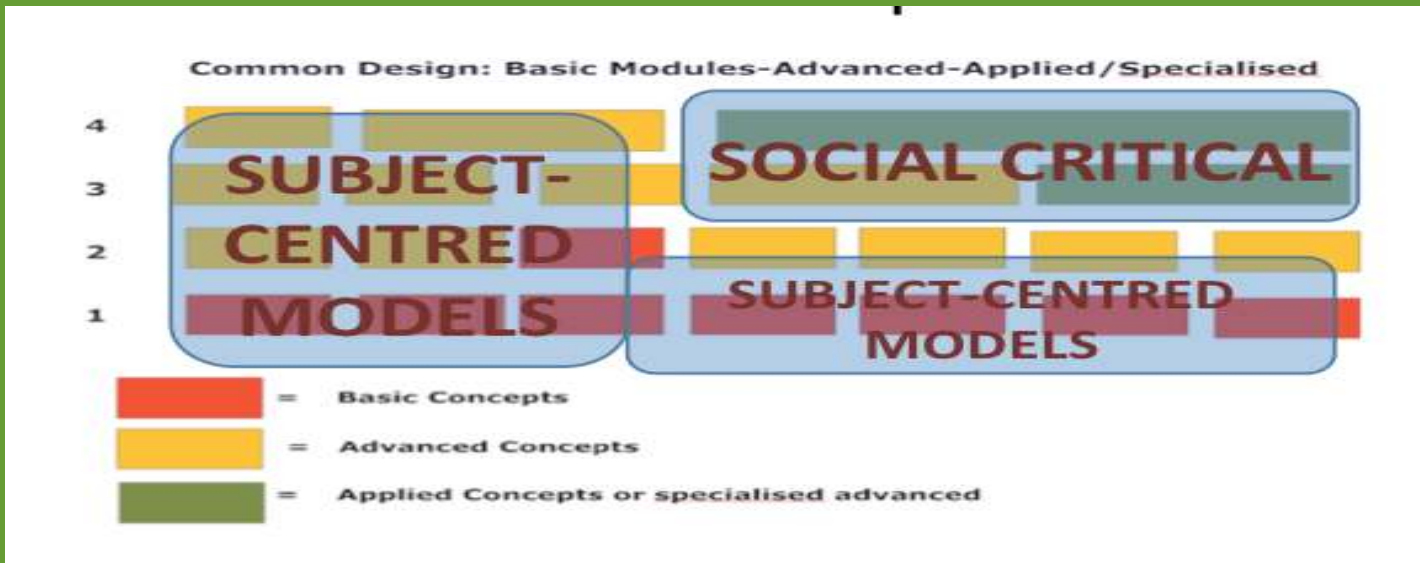 Common Design: Basic Modules-Advanced-Applied/Specialised
4
3
2
1
SUBJECT-
CENTRED
MODELS
SOCIAL CRITICAL
SUBJECT-CENTRED
MODELS
= Basic Concepts
= Advanced Concepts
= Applied Concepts or specialised advanced